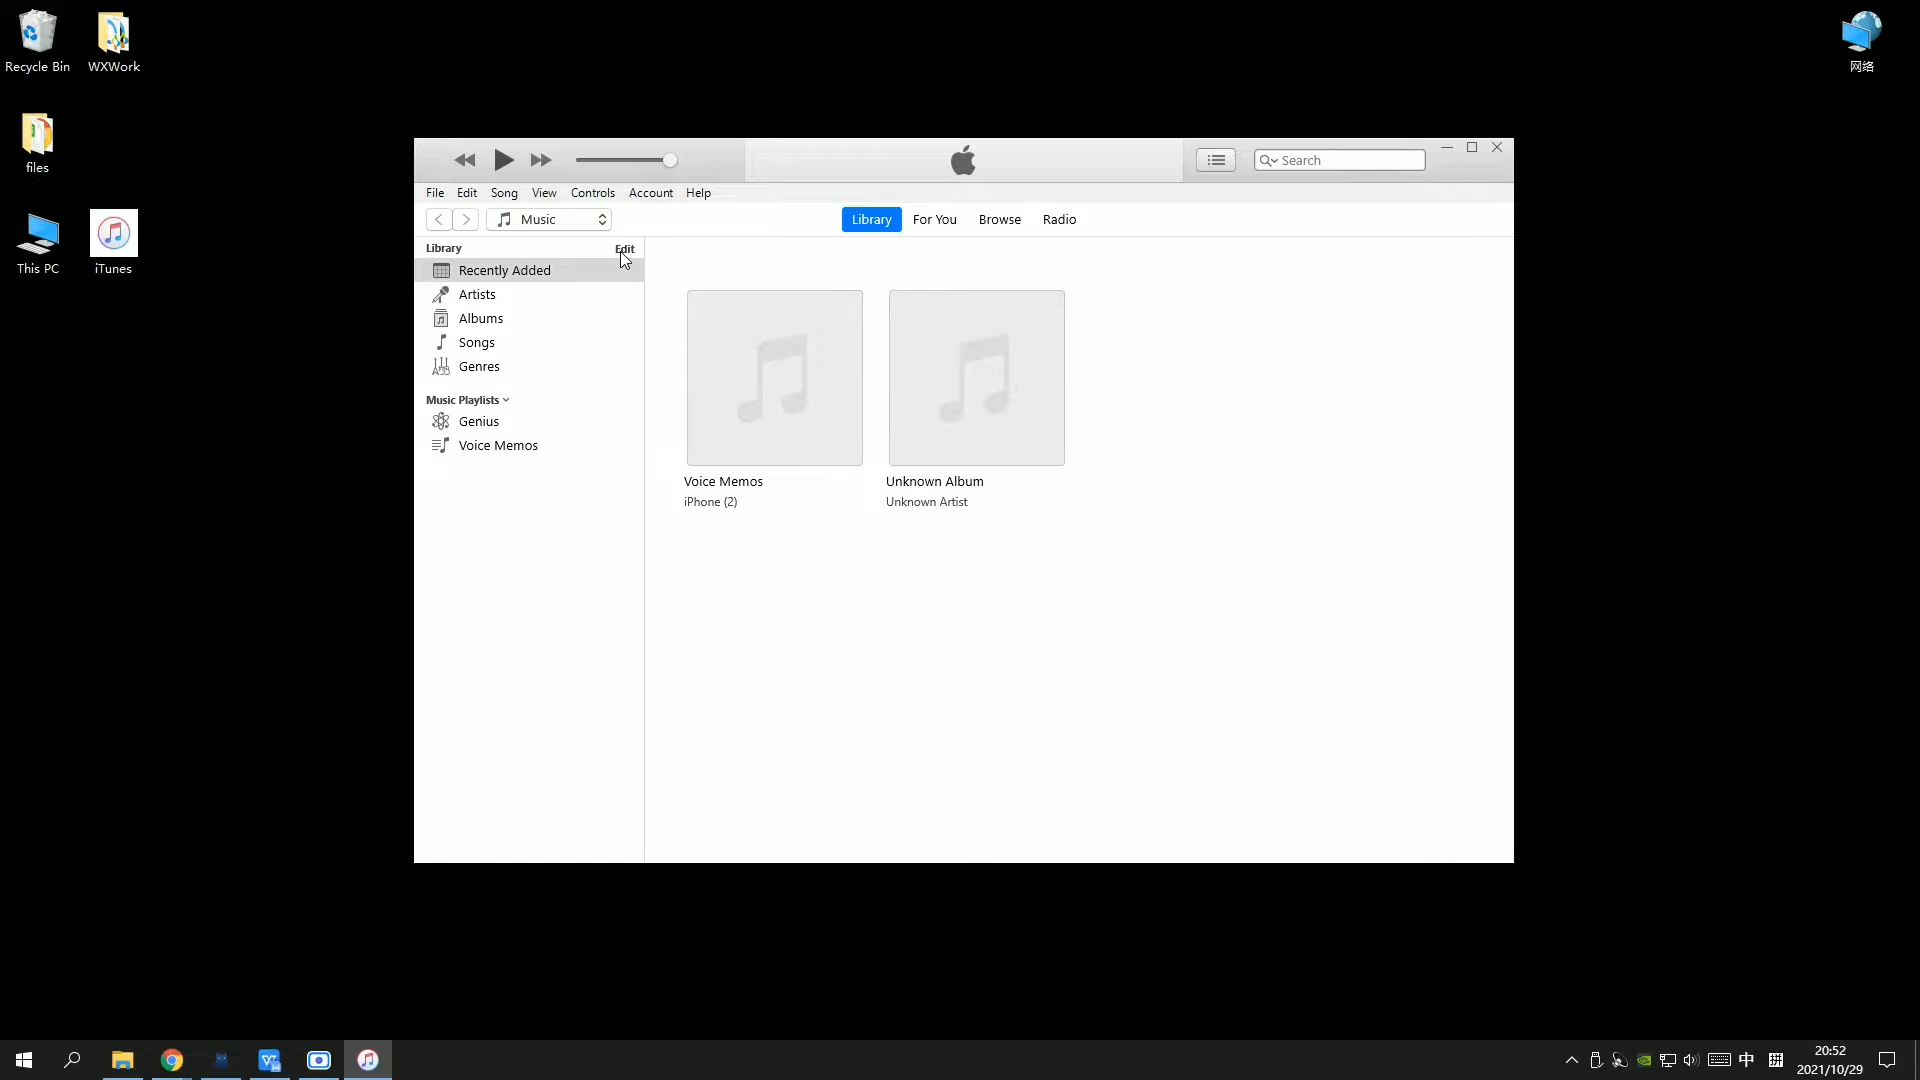 Recycle Bin
WXWork
网络
files
This PC
iTunes
Search
File Edit Song View Controls Account Help
Music
Library For You Browse Radio
Library Edit
Recently Added
Artists
Albums
Songs
Genres
Music Playlists
Genius
Voice Memos
Voice Memos
iPhone (2)
Unknown Album
Unknown Artist
中
拼
20:52
2021/10/29